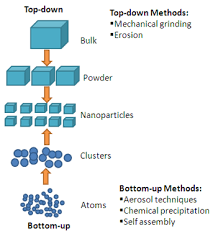 Top-down
Top-down Methods:
▪Mechanical grinding
▪Erosion
Bulk
Powder
Nanoparticles
Clusters
Bottom-up Methods:
▪Aerosol techniques
▪Chemical precipitation
▪Self assembly
Atoms
Bottom-up